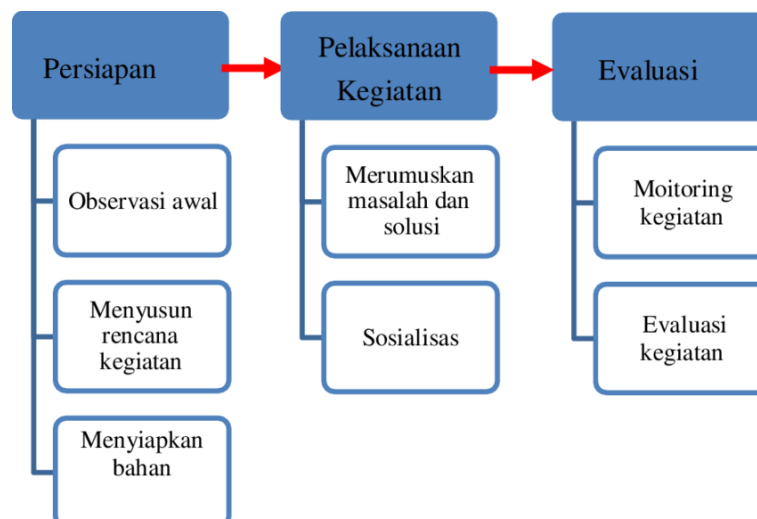 Persiapan
Observasi awal
Menyusun
rencana
kegiatan
Menyiapkan
bahan
Pelaksanaan
Kegiatan
Merumuskan
masalah dan
solusi
Sosialisas
Evaluasi
Moitoring
kegiatan
Evaluasi
kegiatan